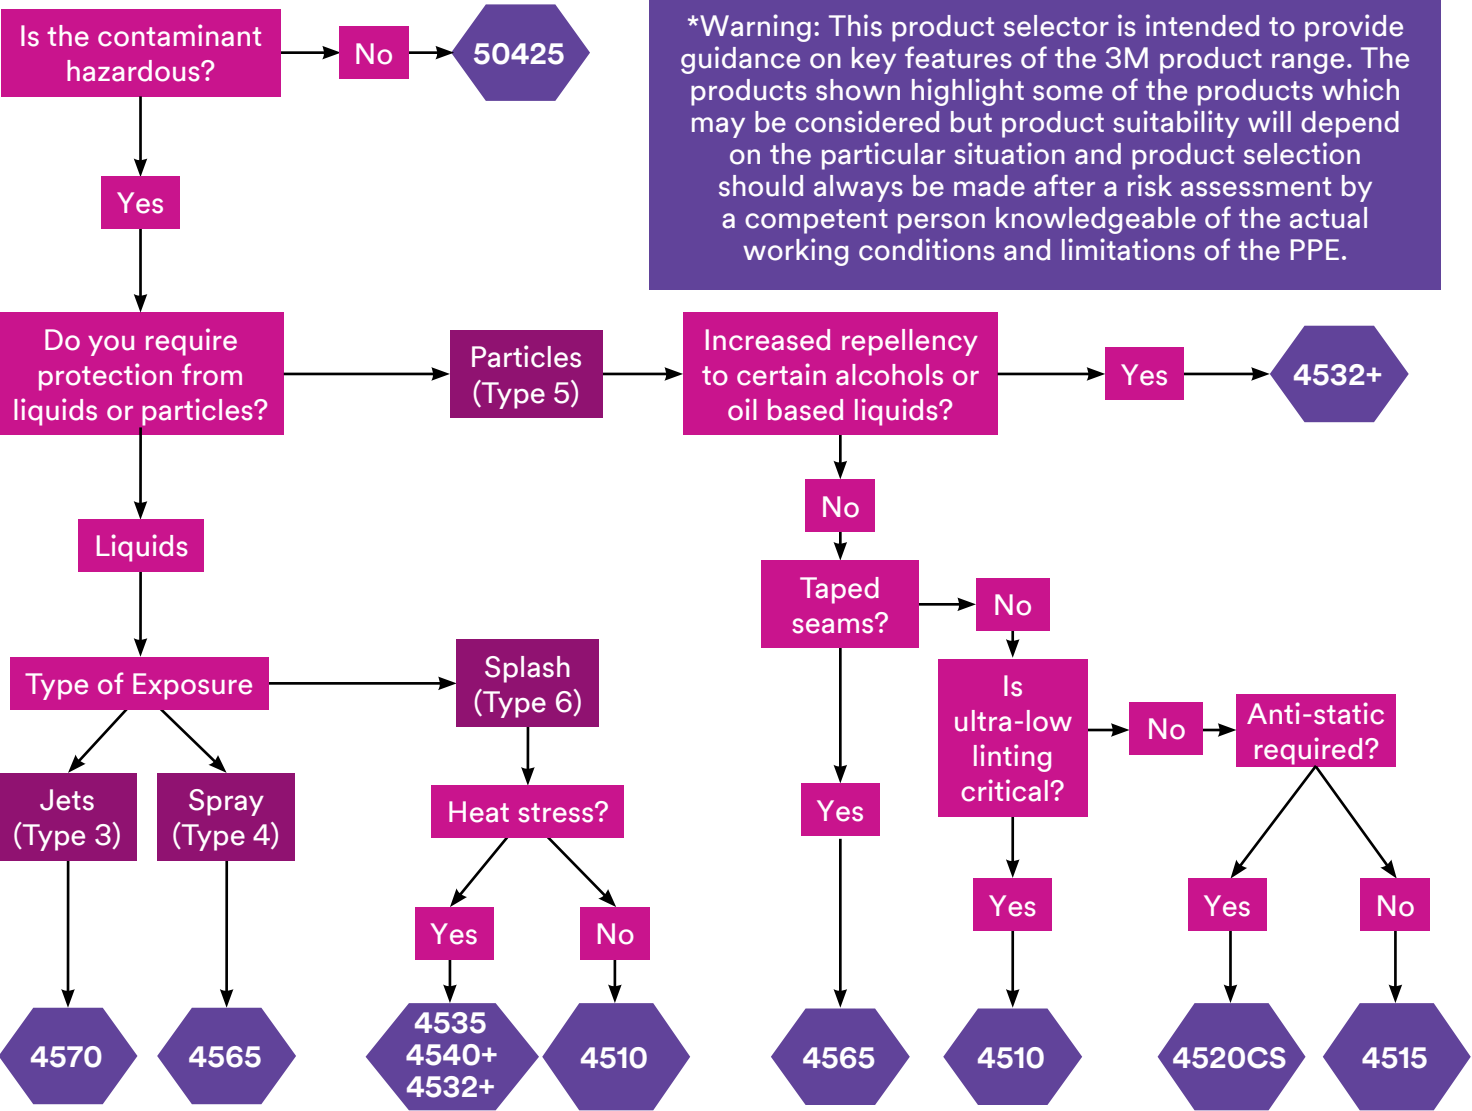 Is the contaminant
hazardous?
No
50425
*Warning: This product selector is intended to provide
guidance on key features of the 3M product range. The
products shown highlight some of the products which
may be considered but product suitability will depend
on the particular situation and product selection
should always be made after a risk assessment by
a competent person knowledgeable of the actual
working conditions and limitations of the PPE.
Yes
Do you require
protection from
liquids or particles?
Particles
(Type 5)
Increased repellency
to certain alcohols or
oil based liquids?
Yes
4532+
No
Liquids
Taped
seams?
No
Type of Exposure
Splash
(Type 6)
Is
ultra-low
linting
critical?
No
Anti-static
required?
Jets
(Type 3)
Spray
(Type 4)
Heat stress?
Yes
Yes
No
Yes
Yes
No
4570
4565
4535
4540+
4532+
4510
4565
4510
4520CS
4515